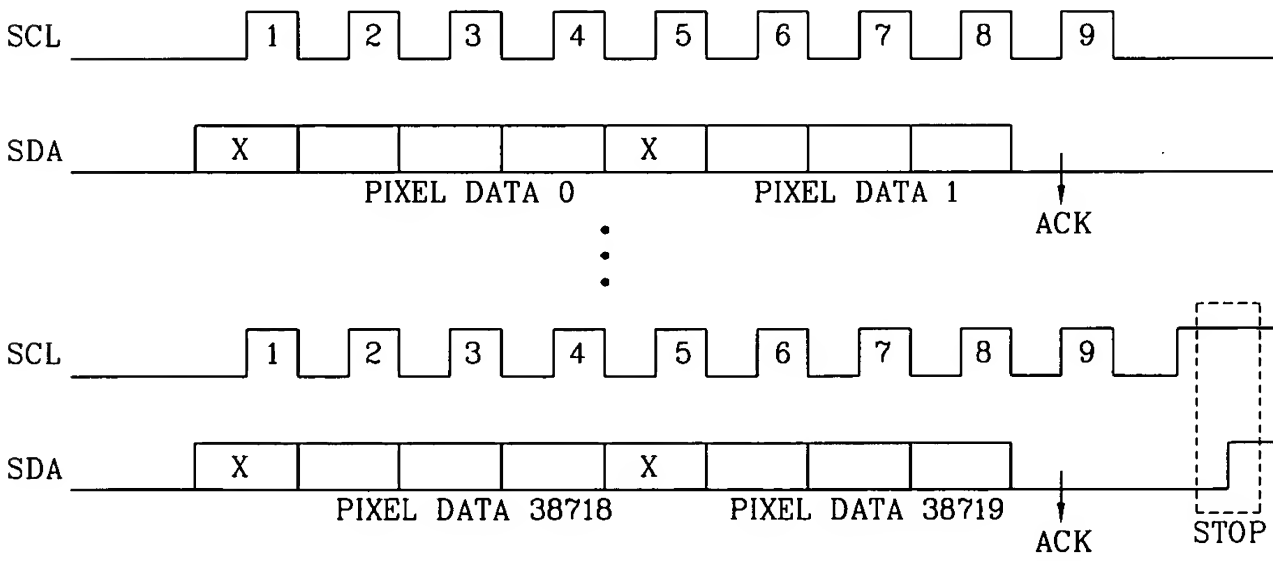 SCL 1 2 3 4 5 6 7 8 9
SDA X X
PIXEL DATA 0 PIXEL DATA 1
ACK
SCL 1 2 3 4 5 6 7 8 9
SDA X X
PIXEL DATA 38718 PIXEL DATA 38719
ACK STOP